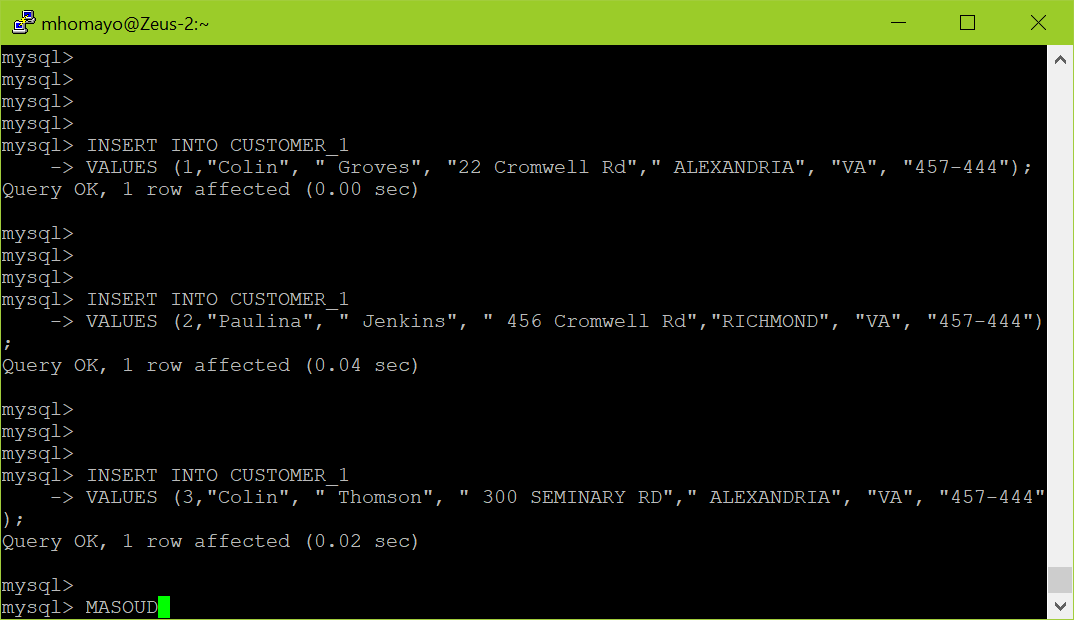 mhomayo@Zeus-2:~
mysql>
mysql>
mysql>
mysql>
mysql> INSERT INTO CUSTOMER_1
    -> VALUES (1,"Colin", " Groves", "22 Cromwell Rd"," ALEXANDRIA", "VA", "457-444");
Query OK, 1 row affected (0.00 sec)

mysql>
mysql>
mysql>
mysql> INSERT INTO CUSTOMER_1
    -> VALUES (2,"Paulina", " Jenkins", " 456 Cromwell Rd","RICHMOND", "VA", "457-444")
;
Query OK, 1 row affected (0.04 sec)

mysql>
mysql>
mysql>
mysql> INSERT INTO CUSTOMER_1
    -> VALUES (3,"Colin", " Thomson", " 300 SEMINARY RD"," ALEXANDRIA", "VA", "457-444"
);
Query OK, 1 row affected (0.02 sec)

mysql>
mysql> MASOUD